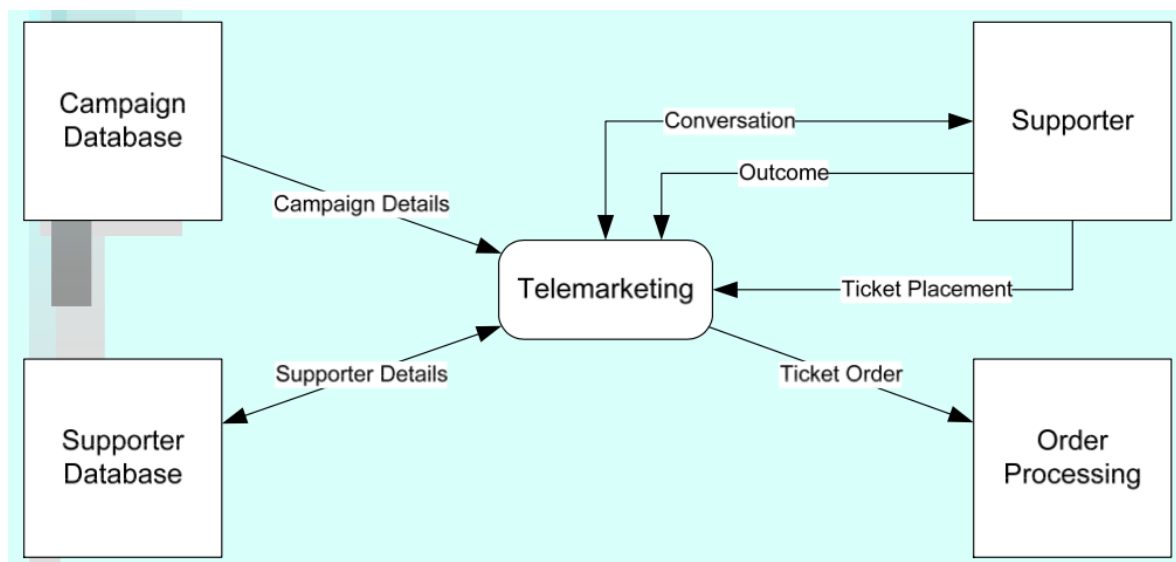 Campaign
Database
Conversation
Supporter
Outcome
Campaign Details
Telemarketing
Ticket Placement
Supporter Details
Ticket Order
Supporter
Database
Order
Processing